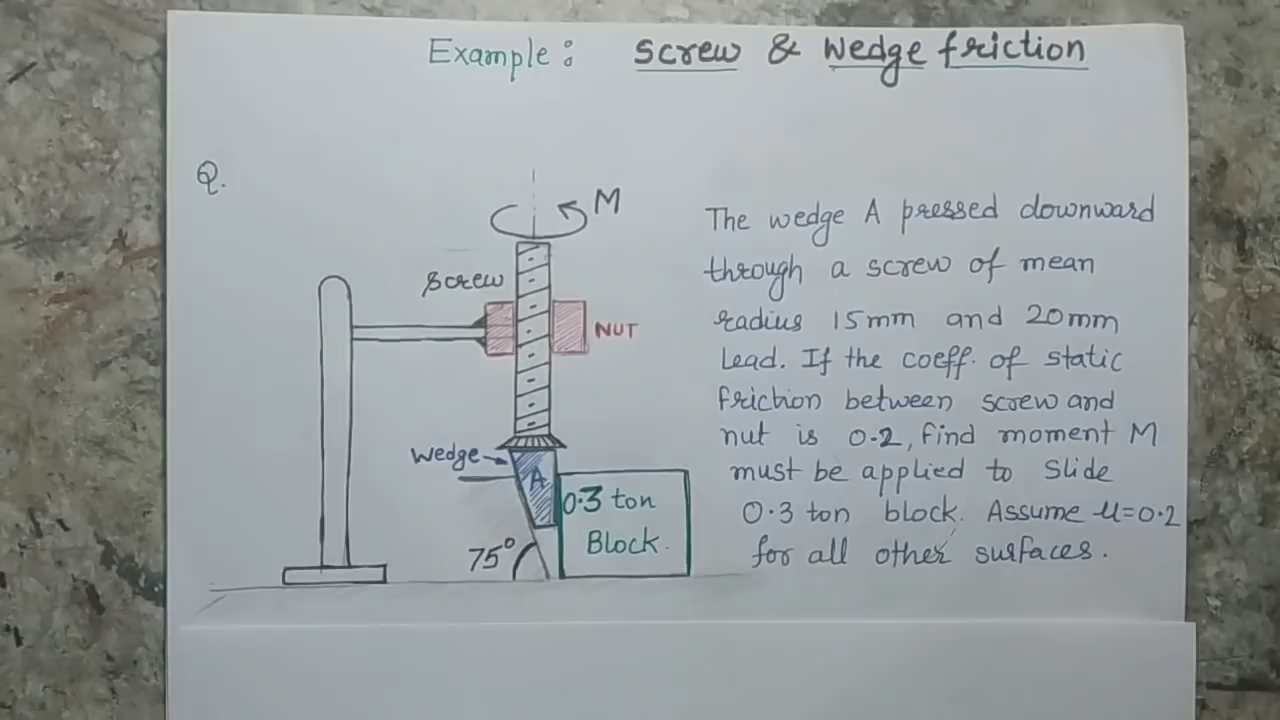 Example: Screw & Wedge friction
Q.
M
Screw
NUT
Wedge
A
0.3 ton
Block.
75°
The wedge A pressed downward
through a screw of mean
radius 15mm and 20mm
Lead. If the coeff. of static
friction between screw and
nut is 0.2, find moment M
must be applied to slide
0.3 ton block. Assume μ=0.2
for all other surfaces.